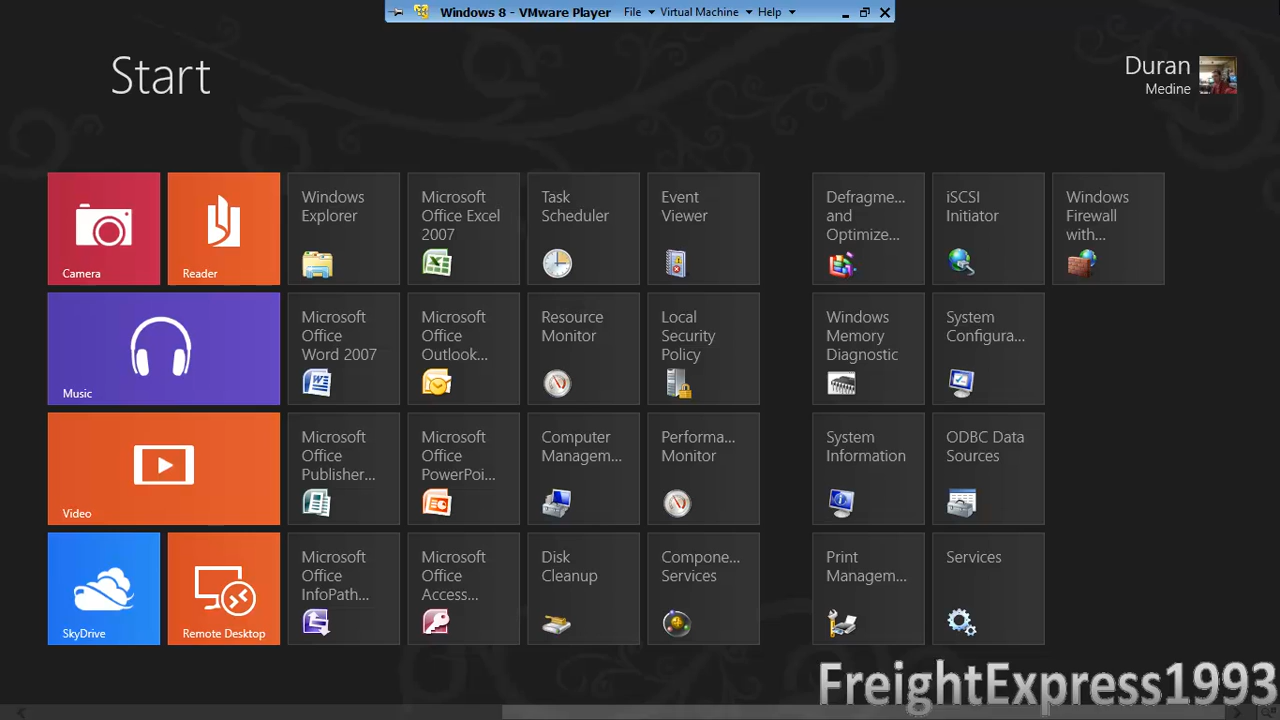 Windows 8 - VMware Player File Virtual Machine Help
Start
Duran
Medine
Camera
Reader
Windows
Explorer
Microsoft
Office Excel
2007
Task
Scheduler
Event
Viewer
Defragme...
and
Optimize...
iSCSI
Initiator
Windows
Firewall
with...
Music
Microsoft
Office
Word 2007
Microsoft
Office
Outlook...
Resource
Monitor
Local
Security
Policy
Windows
Memory
Diagnostic
System
Configura...
Video
Microsoft
Office
Publisher...
Microsoft
Office
PowerPoi...
Computer
Managem...
Performa...
Monitor
System
Information
ODBC Data
Sources
SkyDrive
Remote Desktop
Microsoft
Office
InfoPath...
Microsoft
Office
Access...
Disk
Cleanup
Compone...
Services
Print
Managem...
Services
FreightExpress1993